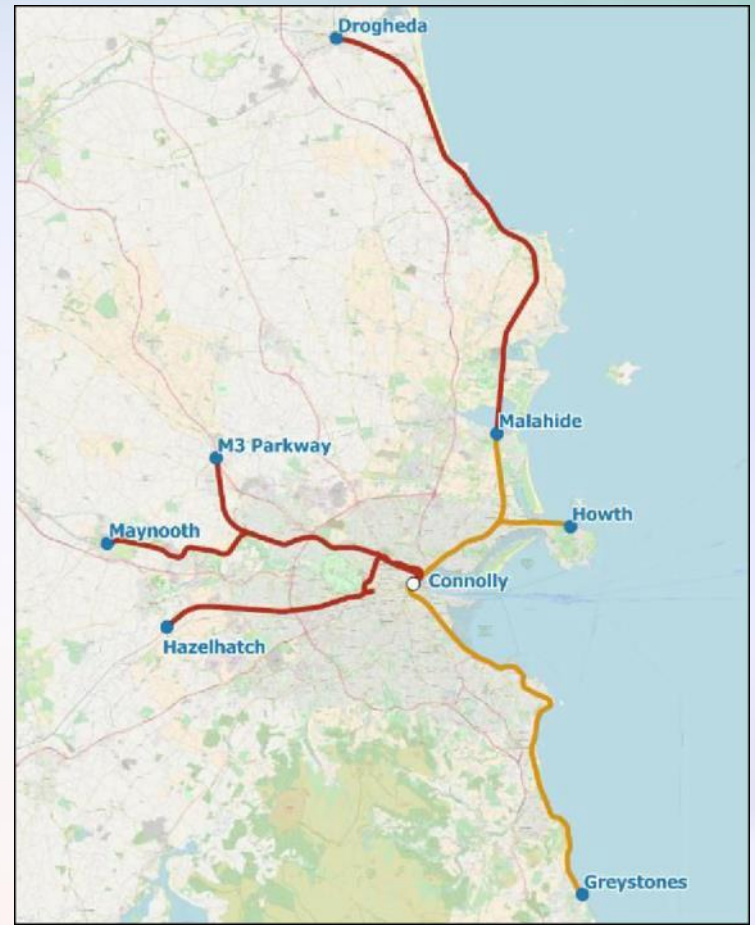 Drogheda
Malahide
M3 Parkway
Howth
Maynooth
Connolly
Hazelhatch
Greystones